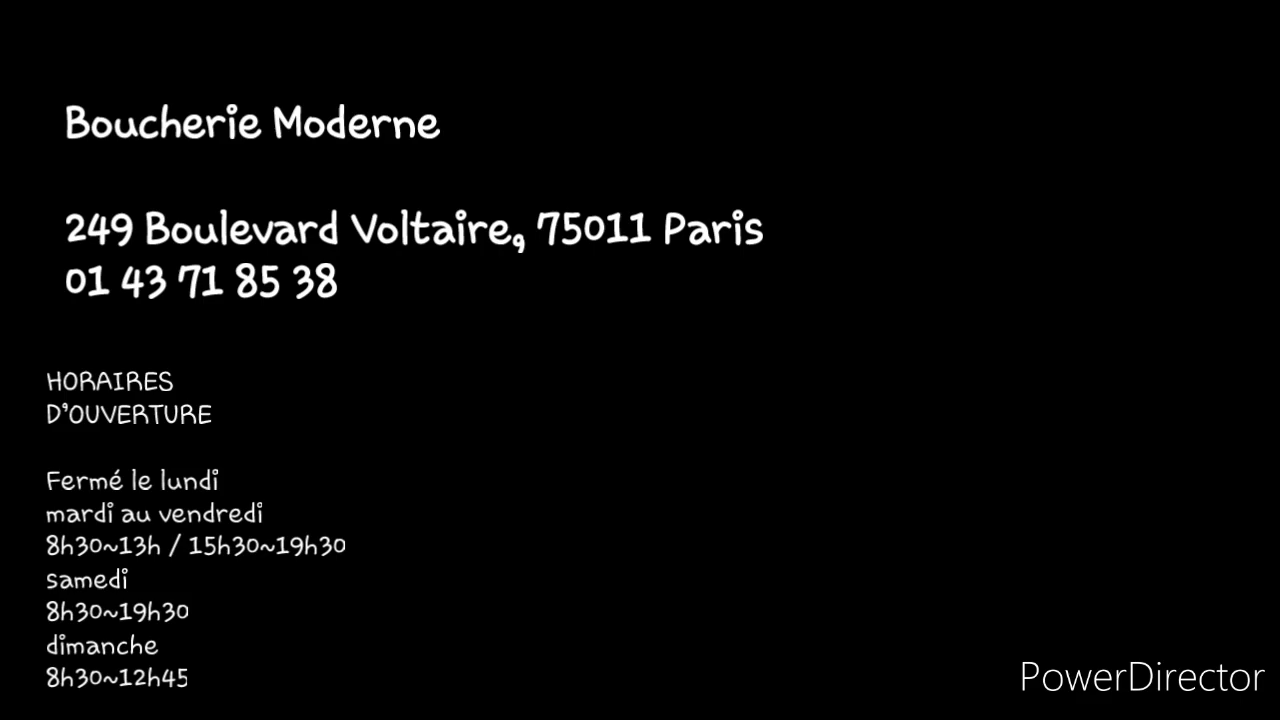 Boucherie Moderne
249 Boulevard Voltaire, 75011 Paris
01 43 71 85 38
HORAIRES
D'OUVERTURE
Fermé le lundi
mardi au vendredi
8h30~13h / 15h30~19h30
samedi
8h30~19h30
dimanche
8h30~12h45
PowerDirector